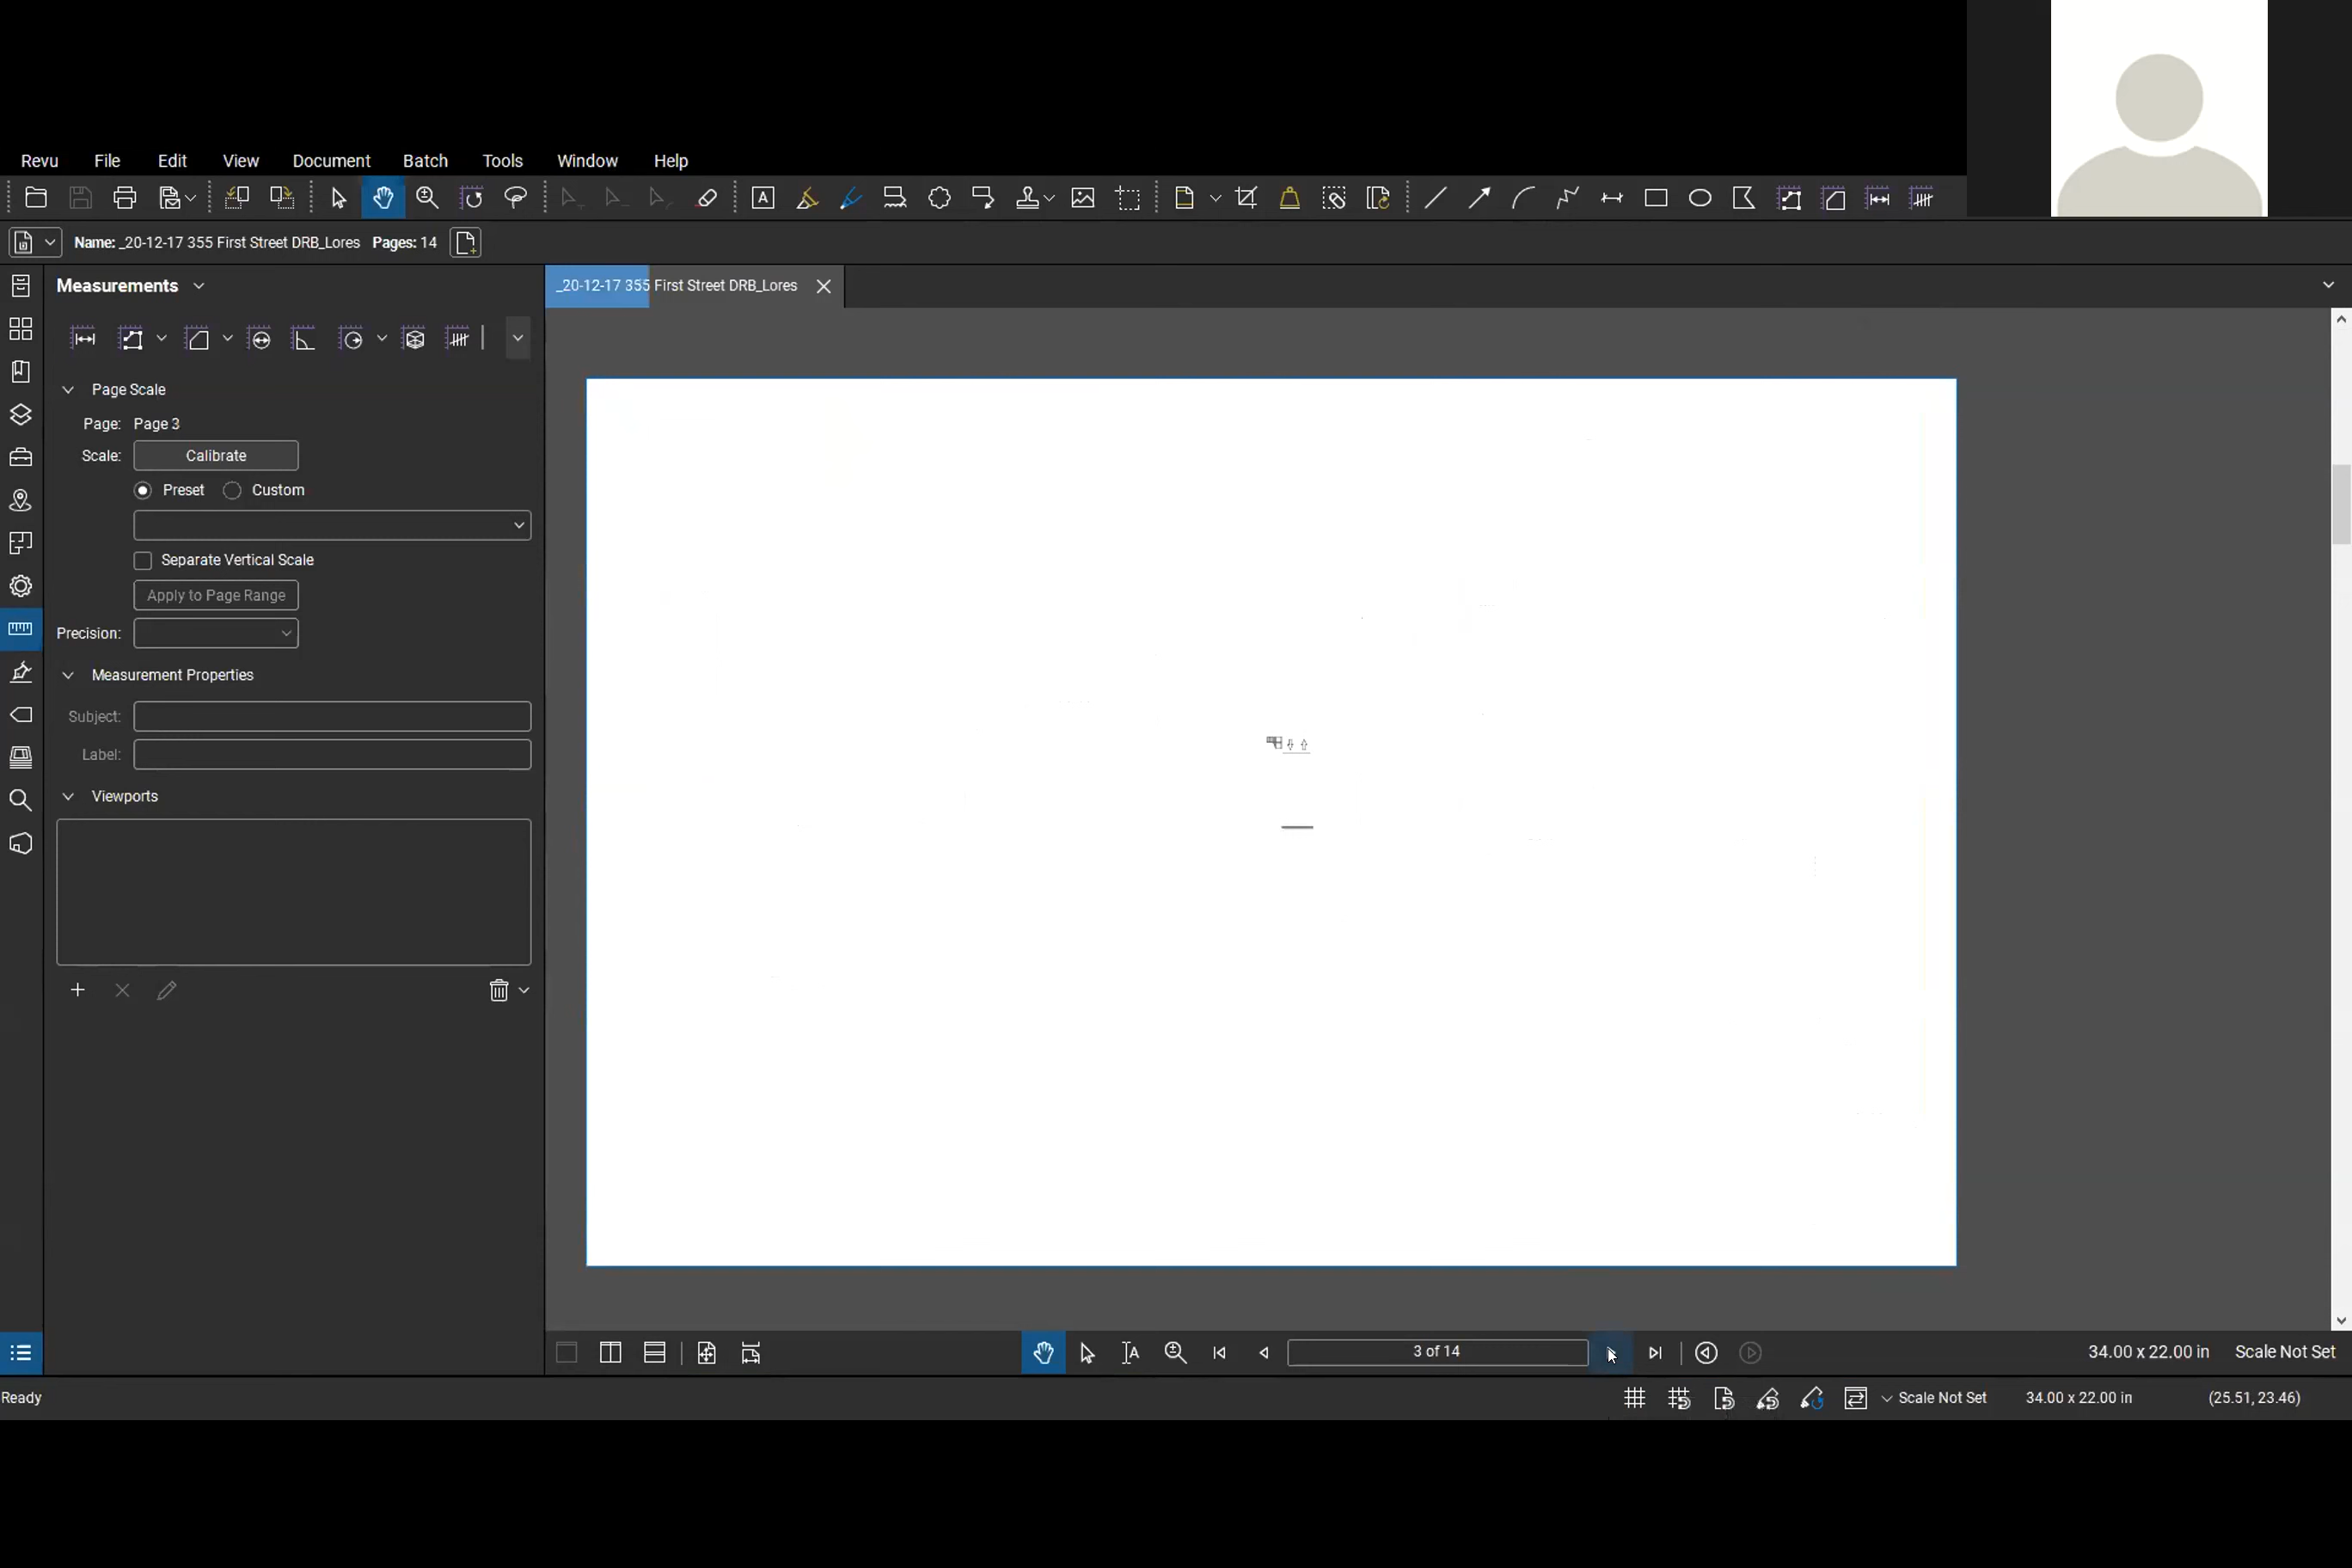 Revu File Edit View Document Batch Tools Window Help
Name: _20-12-17 355 First Street DRB_Lores Pages: 14
Measurements
_20-12-17 355 First Street DRB_Lores
Page Scale
Page: Page 3
Scale: Calibrate
Preset Custom
Separate Vertical Scale
Apply to Page Range
Precision:
Measurement Properties
Subject:
Label:
Viewports
3 of 14
34.00 x 22.00 in Scale Not Set
Ready
Scale Not Set 34.00 x 22.00 in (25.51, 23.46)